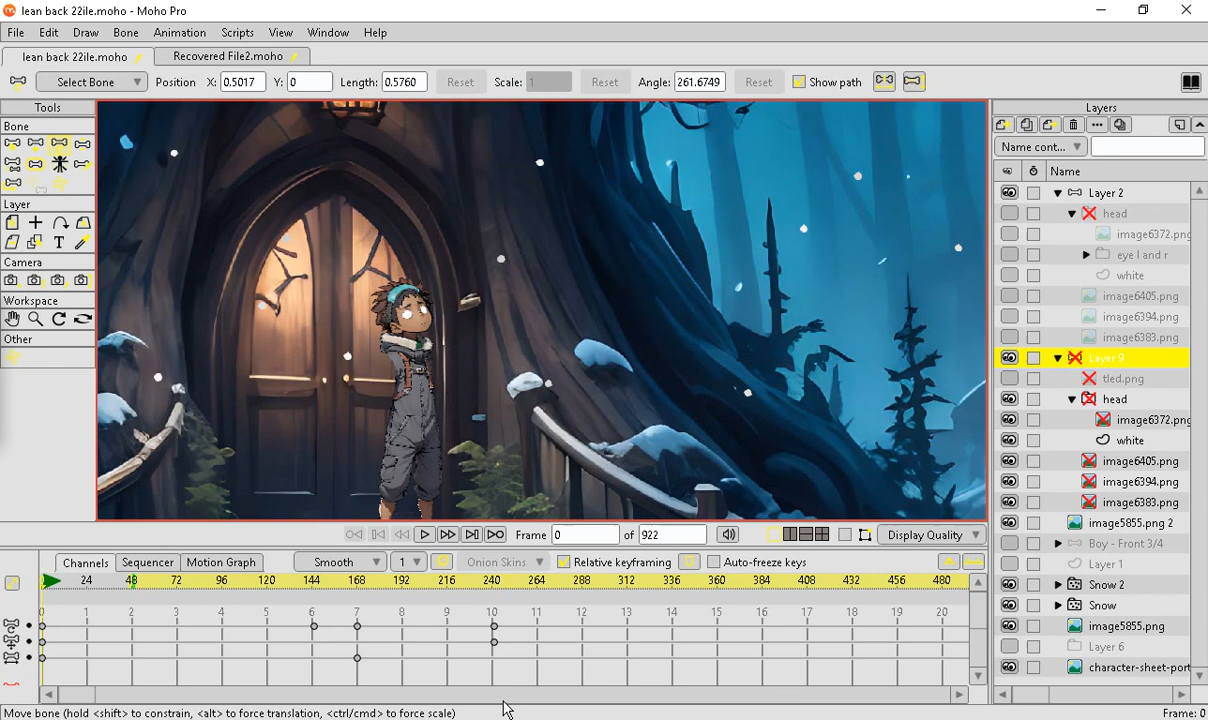 lean back 22ile.moho - Moho Pro
File Edit Draw Bone Animation Scripts View Window Help
lean back 22ile.moho Recovered File2.moho
Select Bone Position X: 0.5017 Y: 0 Length: 0.5760 Reset Scale: 1 Reset Angle: 261.6749 Reset Show path
Tools
Bone
Layer
T
Camera
Workspace
Other
Layers
Name cont...
Name
Layer 2
head
image6372.png
eye l and r
white
image6405.png
image6394.png
image6383.png
Layer 9
tled.png
head
image6372.png
white
image6405.png
image6394.png
image6383.png
image5855.png 2
Boy - Front 3/4
Layer 1
Snow 2
Snow
image5855.png
Layer 6
character-sheet-port
Frame 0 of 922 Display Quality
Channels Sequencer Motion Graph Smooth 1 Onion Skins Relative keyframing Auto-freeze keys
24 48 72 96 120 144 168 192 216 240 264 288 312 336 360 384 408 432 456 480
0 1 2 3 4 5 6 7 8 9 10 11 12 13 14 15 16 17 18 19 20
Move bone (hold <shift> to constrain, <alt> to force translation, <ctrl/cmd> to force scale) Frame: 0